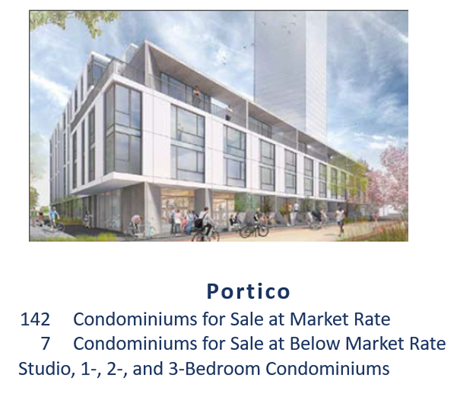 Portico
142 Condominiums for Sale at Market Rate
7 Condominiums for Sale at Below Market Rate
Studio, 1-, 2-, and 3-Bedroom Condominiums